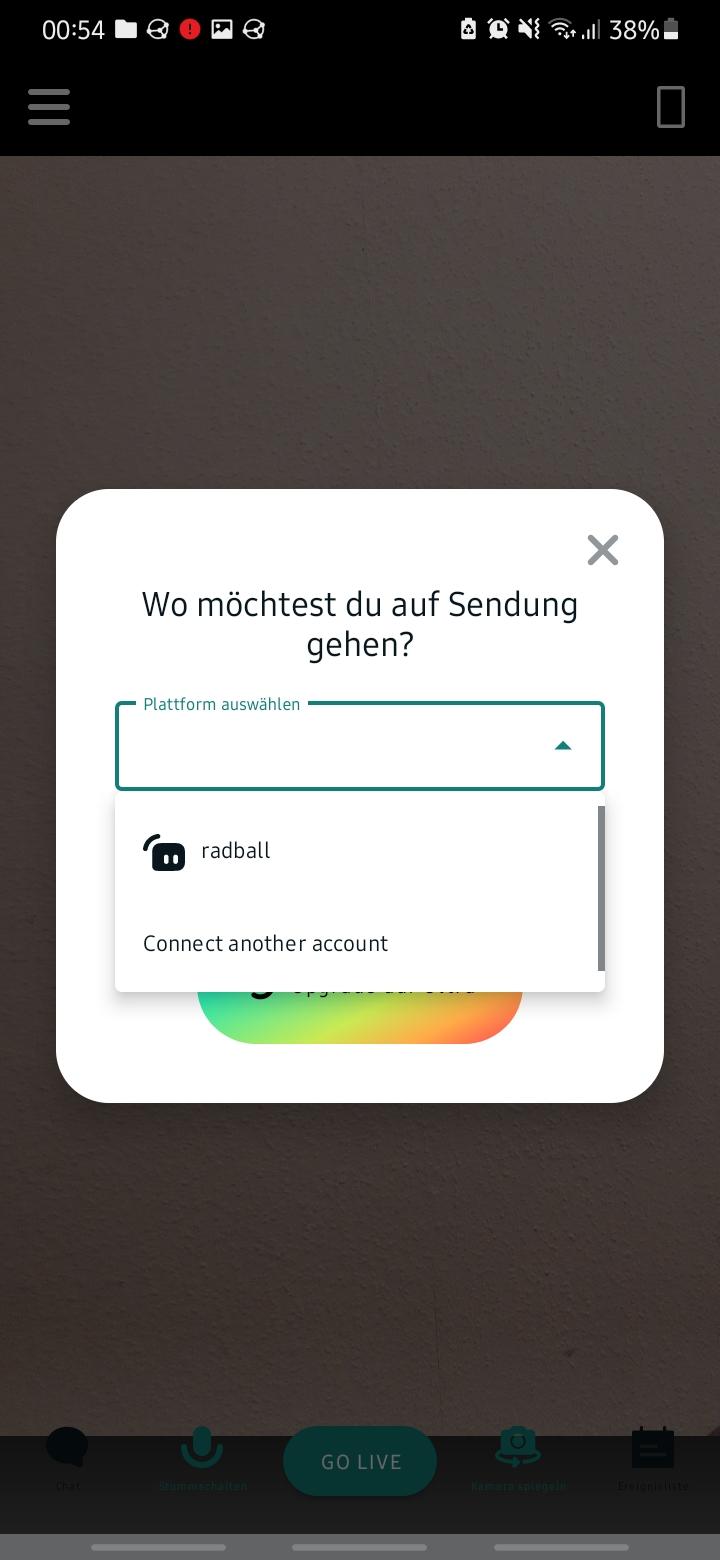 00:54
38%
Wo möchtest du auf Sendung
gehen?
Plattform auswählen
radball
Connect another account
GO LIVE
Chat
Stummschalten
Kamera spiegeln
Ereignisliste